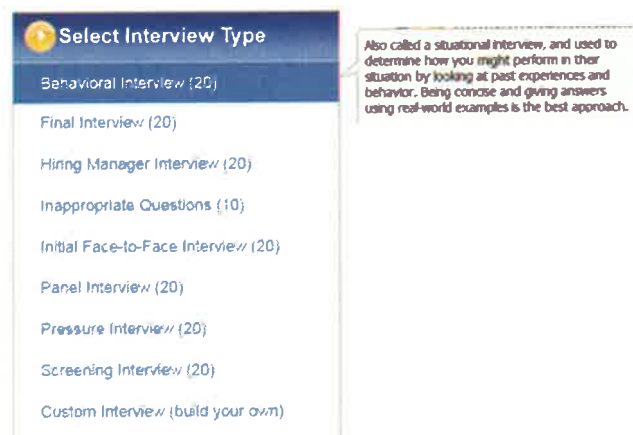 Select Interview Type
Behavioral Interview (20)
Final Interview (20)
Hiring Manager Interview (20)
Inappropriate Questions (10)
Initial Face-to-Face Interview (20)
Panel Interview (20)
Pressure Interview (20)
Screening Interview (20)
Custom Interview (build your own)
Also called a situational interview, and used to
determine how you might perform in their
situation by looking at past experiences and
behavior. Being concise and giving answers
using real-world examples is the best approach.